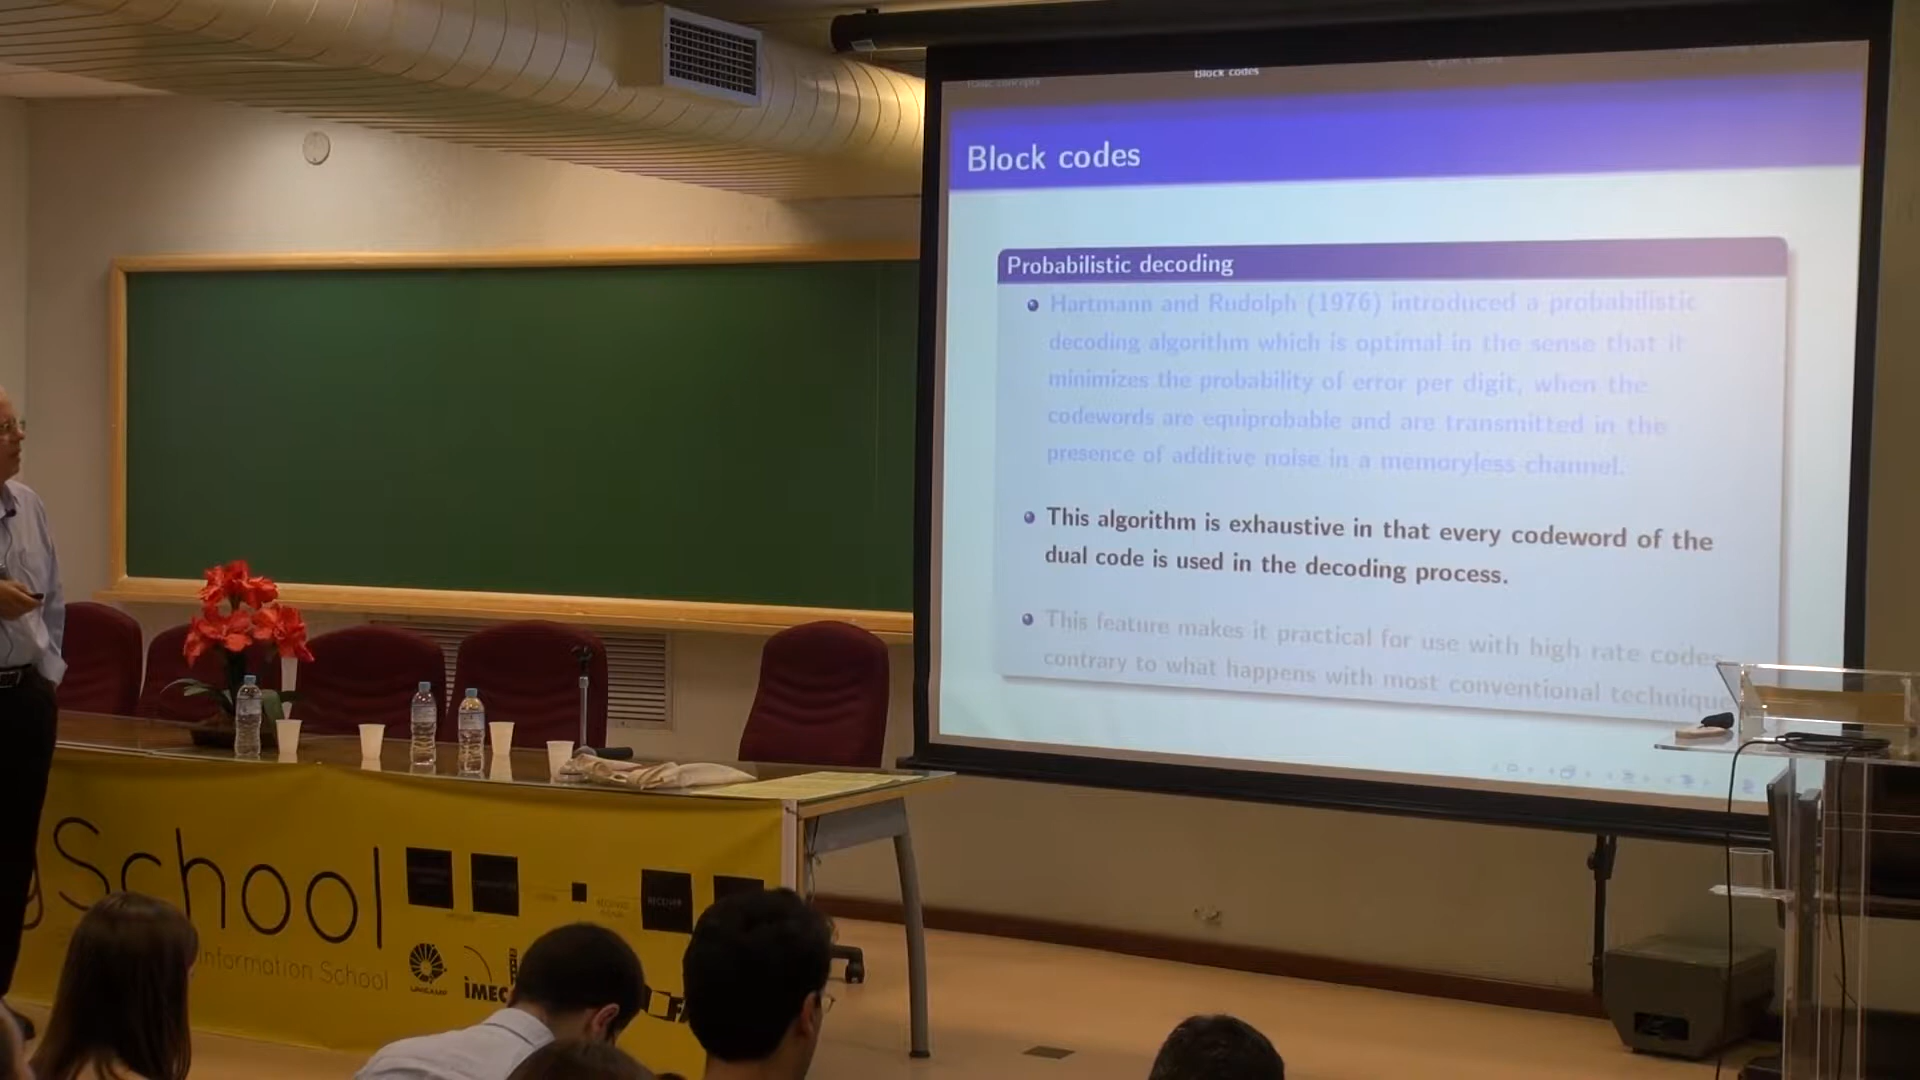 Block codes
Block codes
Probabilistic decoding
Hartmann and Rudolph (1976) introduced a probabilistic
decoding algorithm which is optimal in the sense that it
minimizes the probability of error per digit, when the
codewords are equiprobable and are transmitted in the
presence of additive noise in a memoryless channel.
This algorithm is exhaustive in that every codeword of the
dual code is used in the decoding process.
This feature makes it practical for use with high rate codes
contrary to what happens with most conventional technique
School
Information School
RECEIVER
UNICAMP